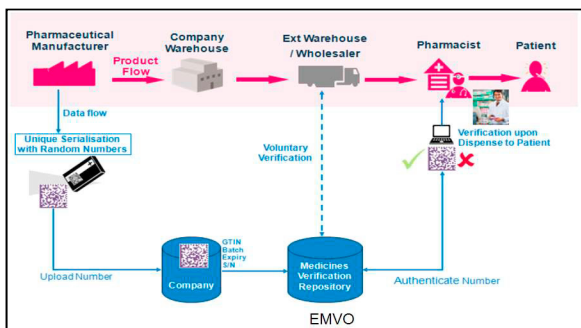 Pharmaceutical
Manufacturer
Company
Warehouse
Ext Warehouse
/ Wholesaler
Pharmacist
Patient
Product
Flow
Data flow
Unique Serialisation
with Random Numbers
Voluntary
Verification
Verification upon
Dispense to Patient
GTIN
Batch
Expiry
S/N
Upload Number
Company
Medicines
Verification
Repository
Authenticate Number
EMVO